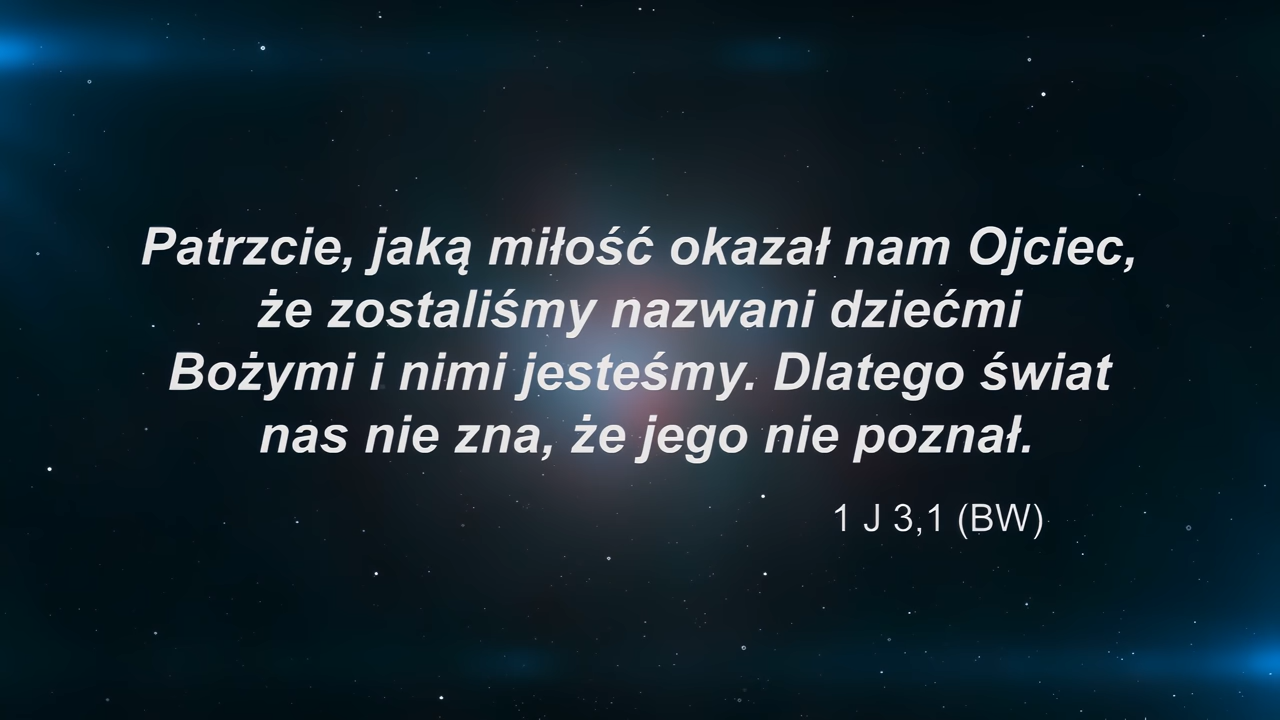 Patrzcie, jaką miłość okazał nam Ojciec,
że zostaliśmy nazwani dziećmi
Bożymi i nimi jesteśmy. Dlatego świat
nas nie zna, że jego nie poznał.
1 J 3,1 (BW)